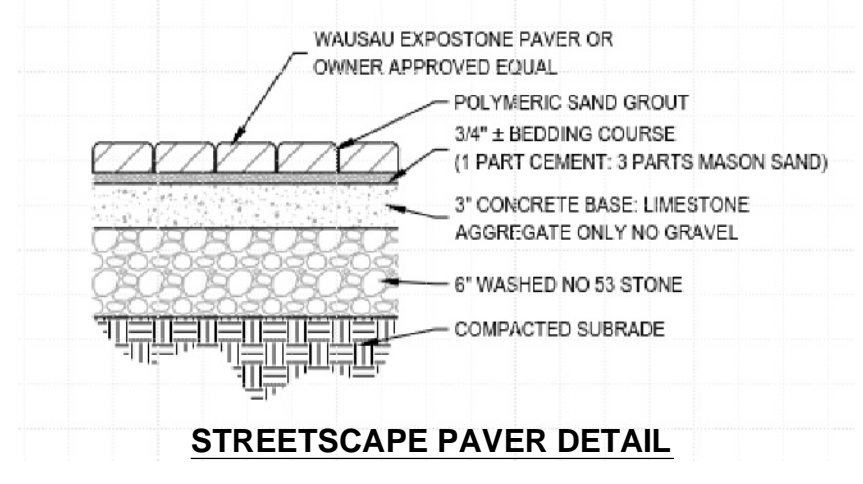 WAUSAU EXPOSTONE PAVER OR
OWNER APPROVED EQUAL
POLYMERIC SAND GROUT
3/4" ± BEDDING COURSE
(1 PART CEMENT: 3 PARTS MASON SAND)
3" CONCRETE BASE: LIMESTONE
AGGREGATE ONLY NO GRAVEL
6" WASHED NO 53 STONE
COMPACTED SUBRADE
STREETSCAPE PAVER DETAIL